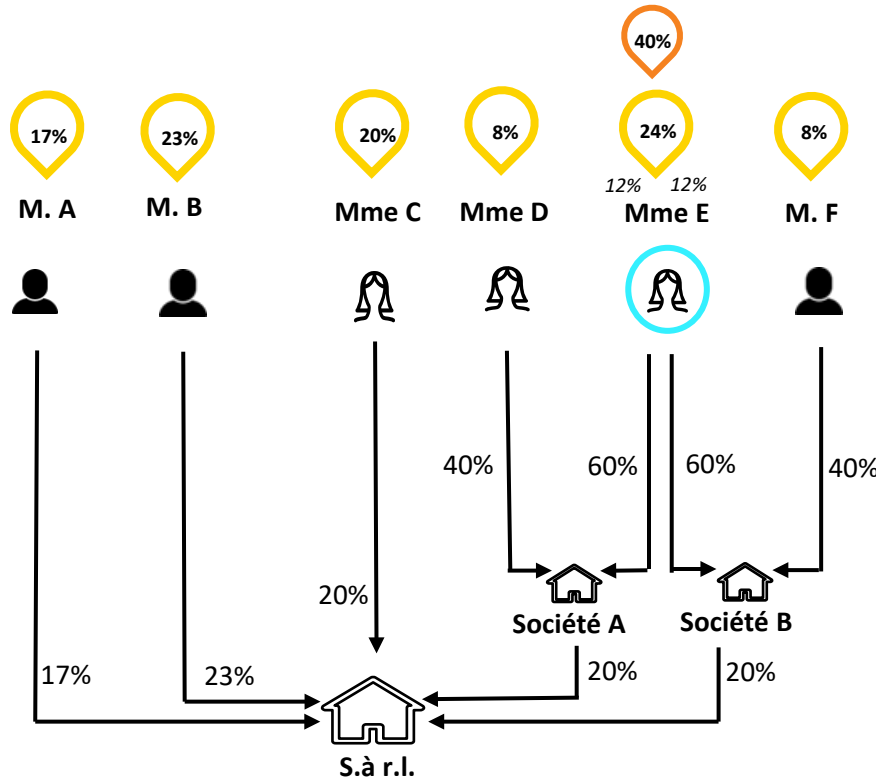 40%
17%
23%
20%
8%
24%
8%
12% 12%
M. A
M. B
Mme C
Mme D
Mme E
M. F
40%
60%
60%
40%
20%
Société A
Société B
17%
23%
20%
20%
S.à r.l.